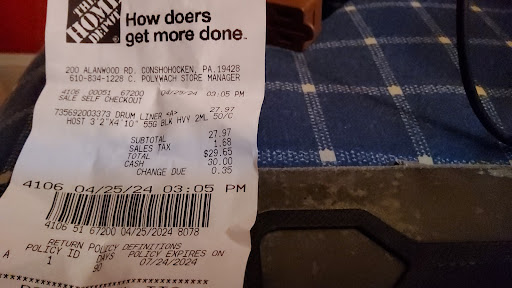 THE
HOME
DEPOT
How doers
get more done.
200 ALANWOOD RD. CONSHOHOCKEN, PA.19428
610-834-1228 C. POLYWACH STORE MANAGER
4106 00051 67200 04/25/24 03:05 PM
SALE SELF CHECKOUT
735692003373 DRUM LINER <A> 27.97
HOST 3'2"X4'10" 55G BLK HVY 2ML 50/C
SUBTOTAL 27.97
SALES TAX 1.68
TOTAL $29.65
CASH 30.00
CHANGE DUE 0.35
4106 04/25/24 03:05 PM
4106 51 67200 04/25/2024 8078
RETURN POLICY DEFINITIONS
POLICY ID DAYS POLICY EXPIRES ON
A 1 90 07/24/2024